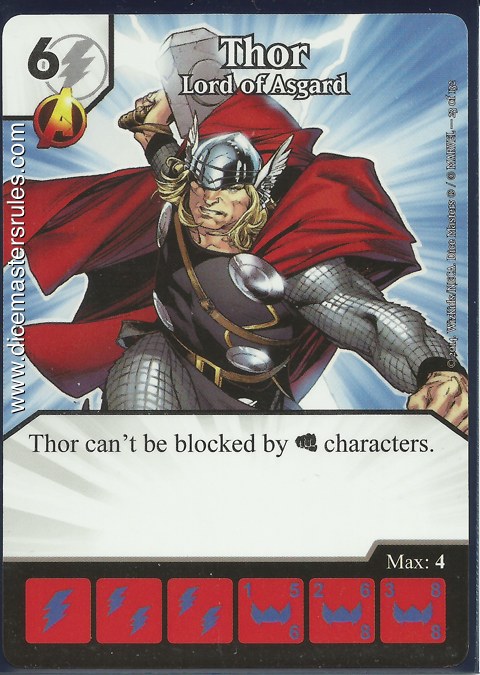 6
Thor
Lord of Asgard
A
www.dicemastersrules.com
Thor can't be blocked by characters.
Max: 4
1 5 6
2 6 8
3 8 8